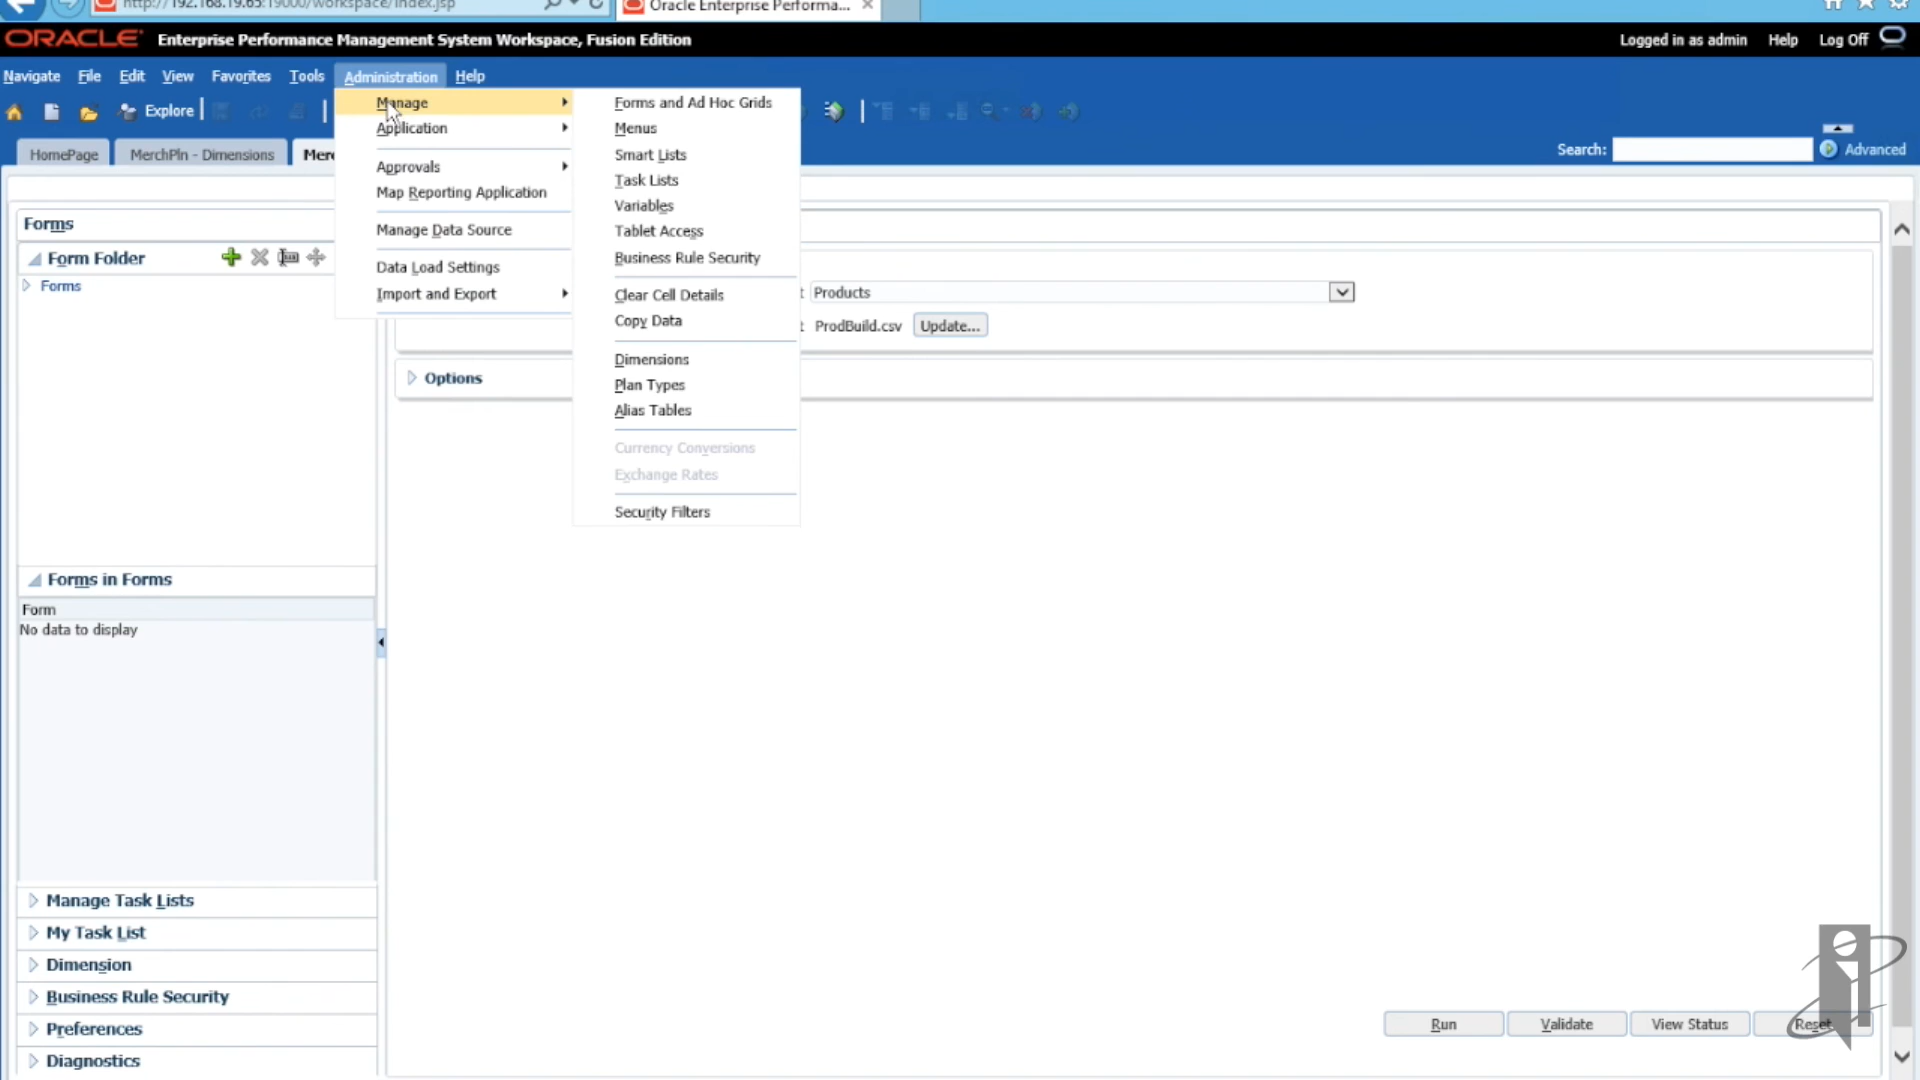 http://192.168.19.65:19000/workspace/index.jsp
Oracle Enterprise Performa... ×
ORACLE Enterprise Performance Management System Workspace, Fusion Edition
Logged in as admin Help Log Off
Navigate File Edit View Favorites Tools Administration Help
Explore
HomePage MerchPln - Dimensions Merc
Search: Advanced
Manage
Application
Approvals
Map Reporting Application
Manage Data Source
Data Load Settings
Import and Export
Forms and Ad Hoc Grids
Menus
Smart Lists
Task Lists
Variables
Tablet Access
Business Rule Security
Clear Cell Details
Copy Data
Dimensions
Plan Types
Alias Tables
Currency Conversions
Exchange Rates
Security Filters
Forms
Form Folder
Forms
t Products
t ProdBuild.csv Update...
Options
Forms in Forms
Form
No data to display
Manage Task Lists
My Task List
Dimension
Business Rule Security
Preferences
Diagnostics
Run Validate View Status Reset